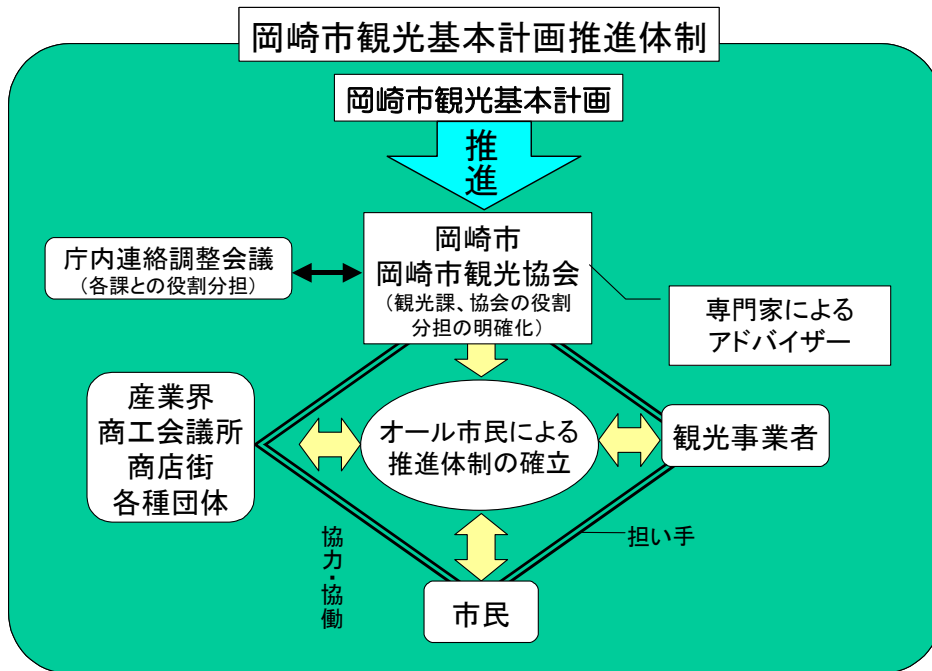 岡崎市観光基本計画推進体制
岡崎市観光基本計画
推進
庁内連絡調整会議
（各課との役割分担）
岡崎市
岡崎市観光協会
（観光課、協会の役割
分担の明確化）
専門家による
アドバイザー
産業界
商工会議所
商店街
各種団体
オール市民による
推進体制の確立
観光事業者
協力・協働
担い手
市民